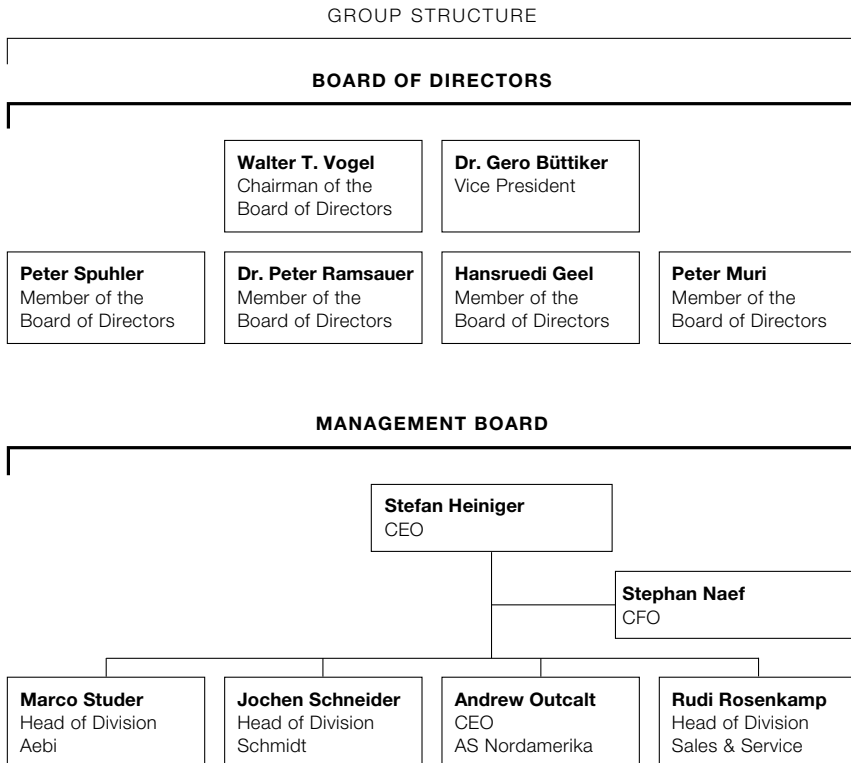 GROUP STRUCTURE
BOARD OF DIRECTORS
Walter T. Vogel
Chairman of the
Board of Directors
Dr. Gero Büttiker
Vice President
Peter Spuhler
Member of the
Board of Directors
Dr. Peter Ramsauer
Member of the
Board of Directors
Hansruedi Geel
Member of the
Board of Directors
Peter Muri
Member of the
Board of Directors
MANAGEMENT BOARD
Stefan Heiniger
CEO
Stephan Naef
CFO
Marco Studer
Head of Division
Aebi
Jochen Schneider
Head of Division
Schmidt
Andrew Outcalt
CEO
AS Nordamerika
Rudi Rosenkamp
Head of Division
Sales & Service